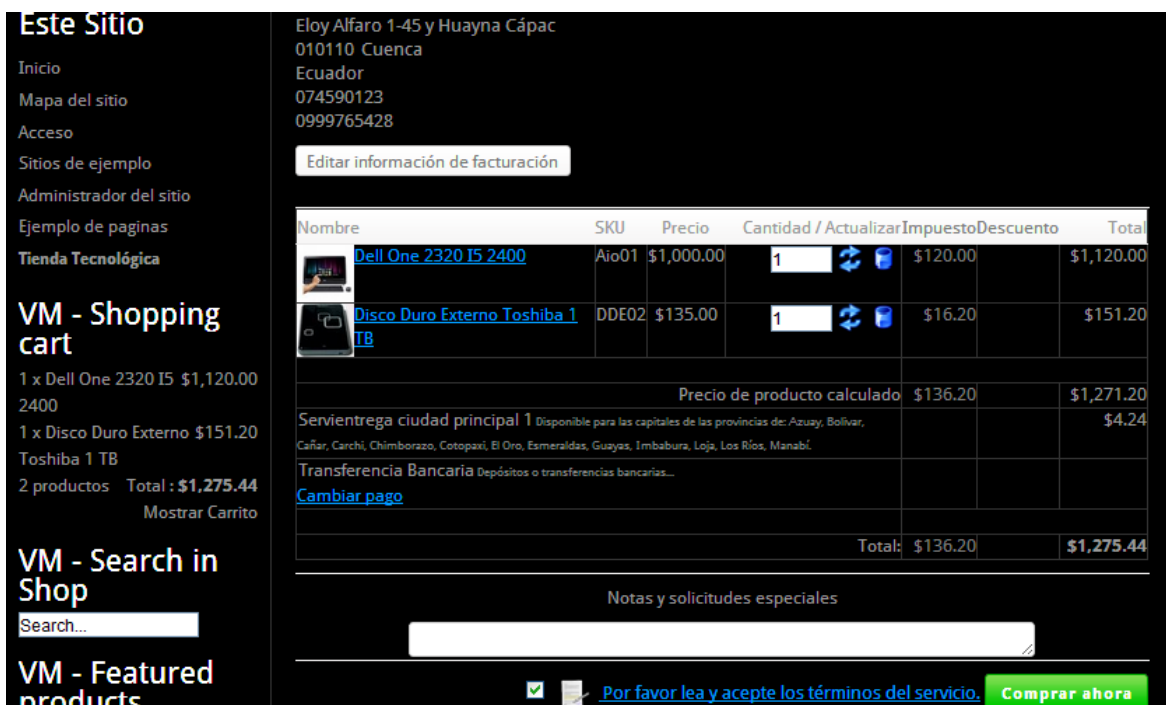 Este Sitio
Inicio
Mapa del sitio
Acceso
Sitios de ejemplo
Administrador del sitio
Ejemplo de paginas
Tienda Tecnológica
VM - Shopping
cart
1 x Dell One 2320 I5 $1,120.00
2400
1 x Disco Duro Externo $151.20
Toshiba 1 TB
2 productos Total : $1,275.44
Mostrar Carrito
VM - Search in
Shop
Search...
VM - Featured
products
Eloy Alfaro 1-45 y Huayna Cápac
010110 Cuenca
Ecuador
074590123
0999765428
Editar información de facturación
Nombre SKU Precio Cantidad / Actualizar Impuesto Descuento Total
Dell One 2320 I5 2400 Aio01 $1,000.00 1 $120.00 $1,120.00
Disco Duro Externo Toshiba 1 DDE02 $135.00 1 $16.20 $151.20
TB
Precio de producto calculado $136.20 $1,271.20
Servientrega ciudad principal 1 Disponible para las capitales de las provincias de: Azuay, Bolivar, $4.24
Cañar, Carchi, Chimborazo, Cotopaxi, El Oro, Esmeraldas, Guayas, Imbabura, Loja, Los Ríos, Manabí.
Transferencia Bancaria Depósitos o transferencias bancarias...
Cambiar pago
Total: $136.20 $1,275.44
Notas y solicitudes especiales
Por favor lea y acepte los términos del servicio. Comprar ahora